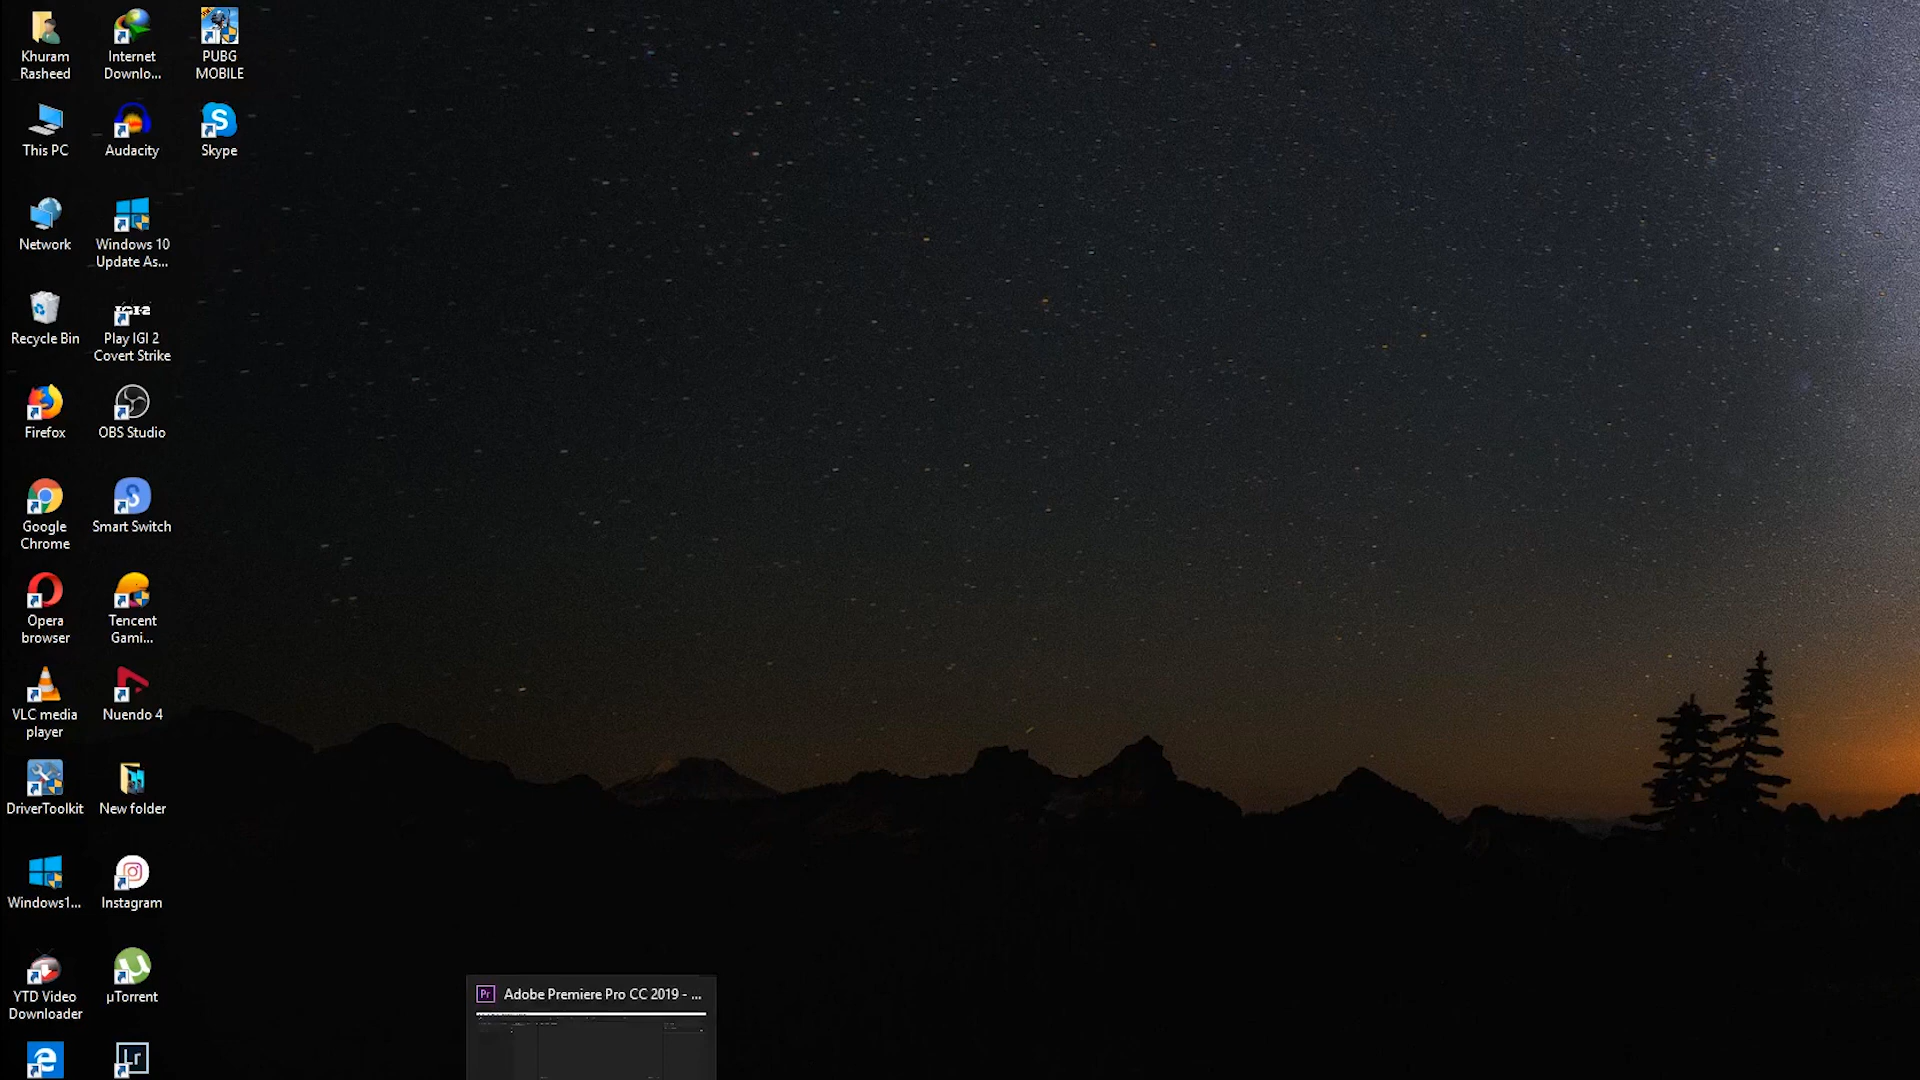 Khuram
Rasheed
Internet
Downlo...
PUBG
MOBILE
This PC
Audacity
S
Skype
Network
Windows 10
Update As...
Recycle Bin
IGI-2
Play IGI 2
Covert Strike
Firefox
OBS Studio
Google
Chrome
S
Smart Switch
Opera
browser
Tencent
Gami...
VLC media
player
Nuendo 4
DriverToolkit
New folder
Windows1...
Instagram
YTD Video
Downloader
µTorrent
Lr
Pr Adobe Premiere Pro CC 2019 - ...